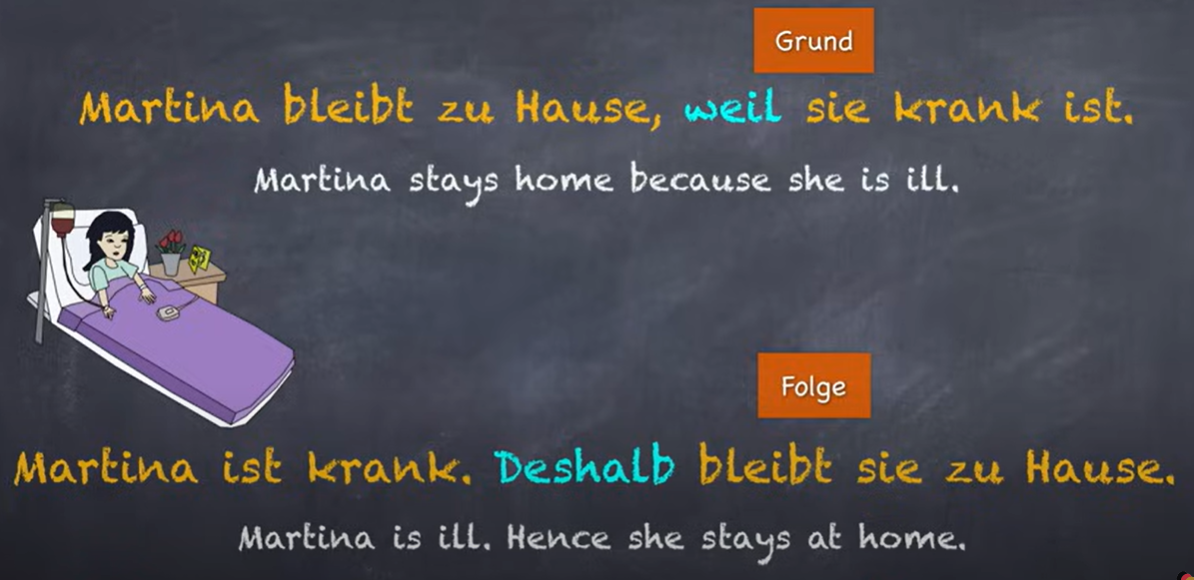 Grund
Martina bleibt zu Hause, weil sie krank ist.
Martina stays home because she is ill.
Folge
Martina ist krank. Deshalb bleibt sie zu Hause.
Martina is ill. Hence she stays at home.